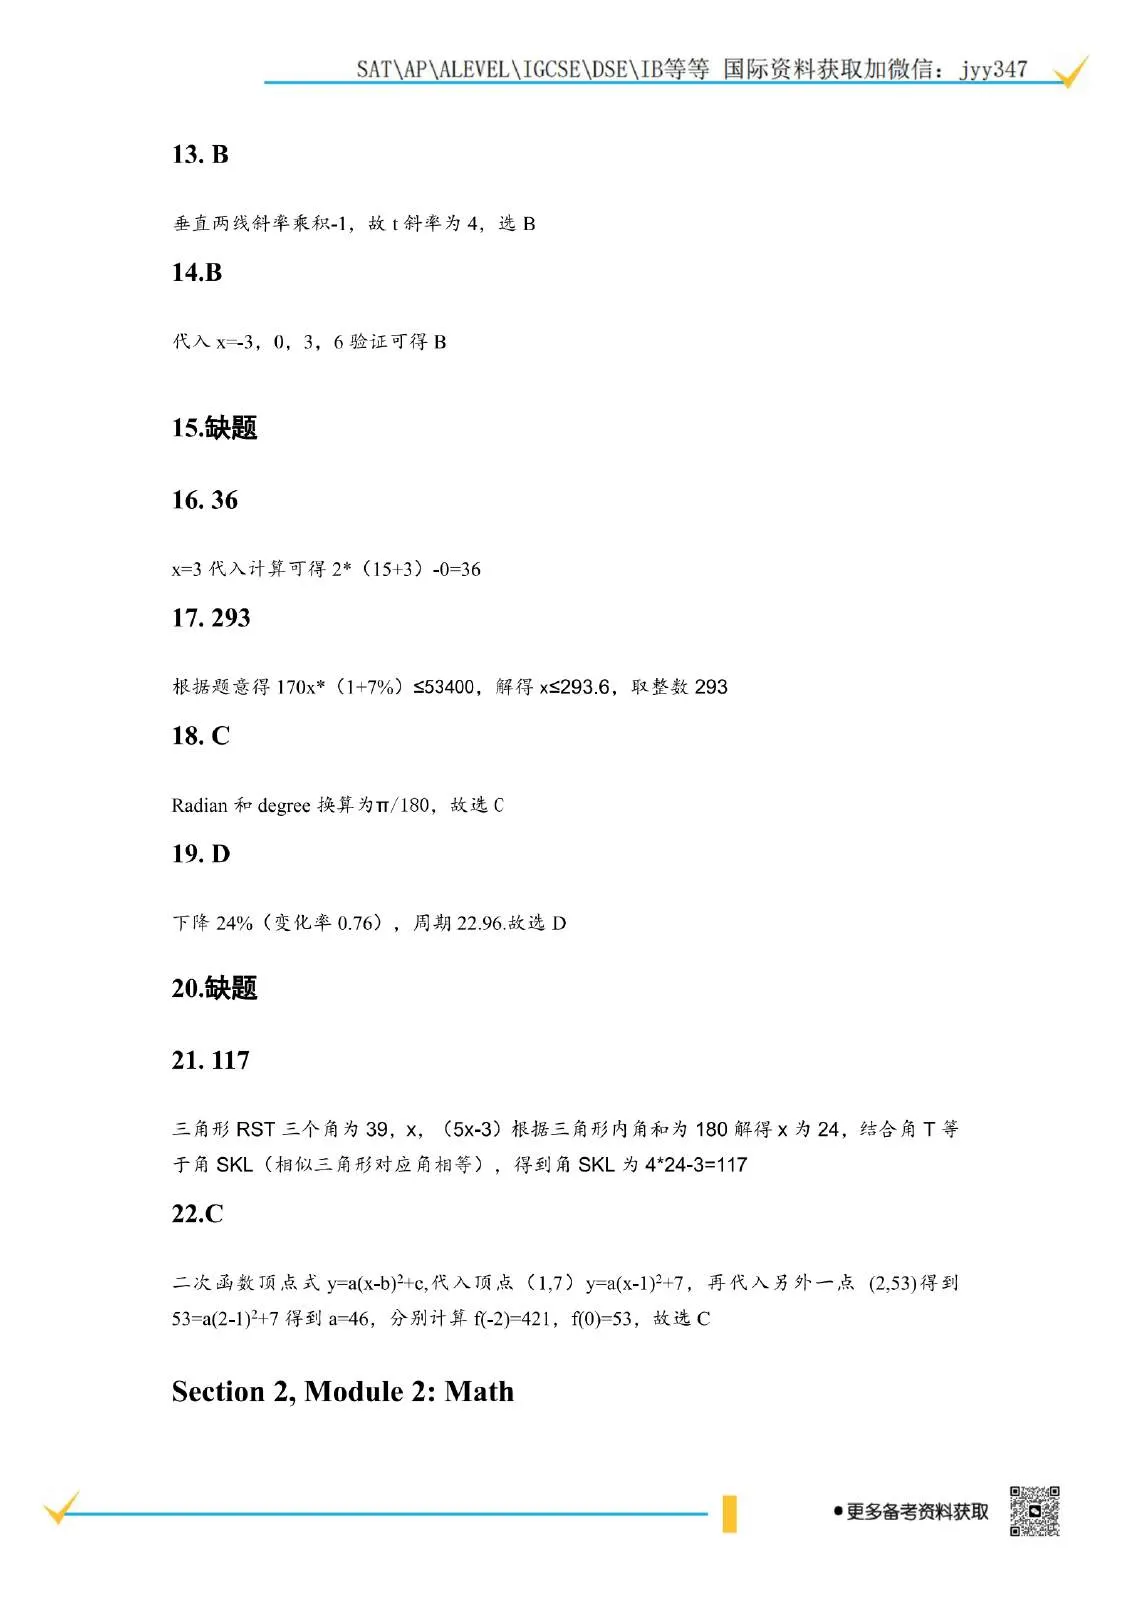 SAT\AP\ALEVEL\IGCSE\DSE\IB等等 国际资料获取加微信：jyy347
13. B
垂直两线斜率乘积-1，故 t 斜率为 4，选 B
14.B
代入 x=-3，0，3，6 验证可得 B
15.缺题
16. 36
x=3 代入计算可得 2*（15+3）-0=36
17. 293
根据题意得 170x*（1+7%）≤53400，解得 x≤293.6，取整数 293
18. C
Radian 和 degree 换算为π/180，故选 C
19. D
下降 24%（变化率 0.76），周期 22.96.故选 D
20.缺题
21. 117
三角形 RST 三个角为 39，x，（5x-3）根据三角形内角和为 180 解得 x 为 24，结合角 T 等
于角 SKL（相似三角形对应角相等），得到角 SKL 为 4*24-3=117
22.C
二次函数顶点式 y=a(x-b)²+c,代入顶点（1,7）y=a(x-1)²+7，再代入另外一点 (2,53)得到
53=a(2-1)²+7 得到 a=46，分别计算 f(-2)=421，f(0)=53，故选 C
Section 2, Module 2: Math
•更多备考资料获取